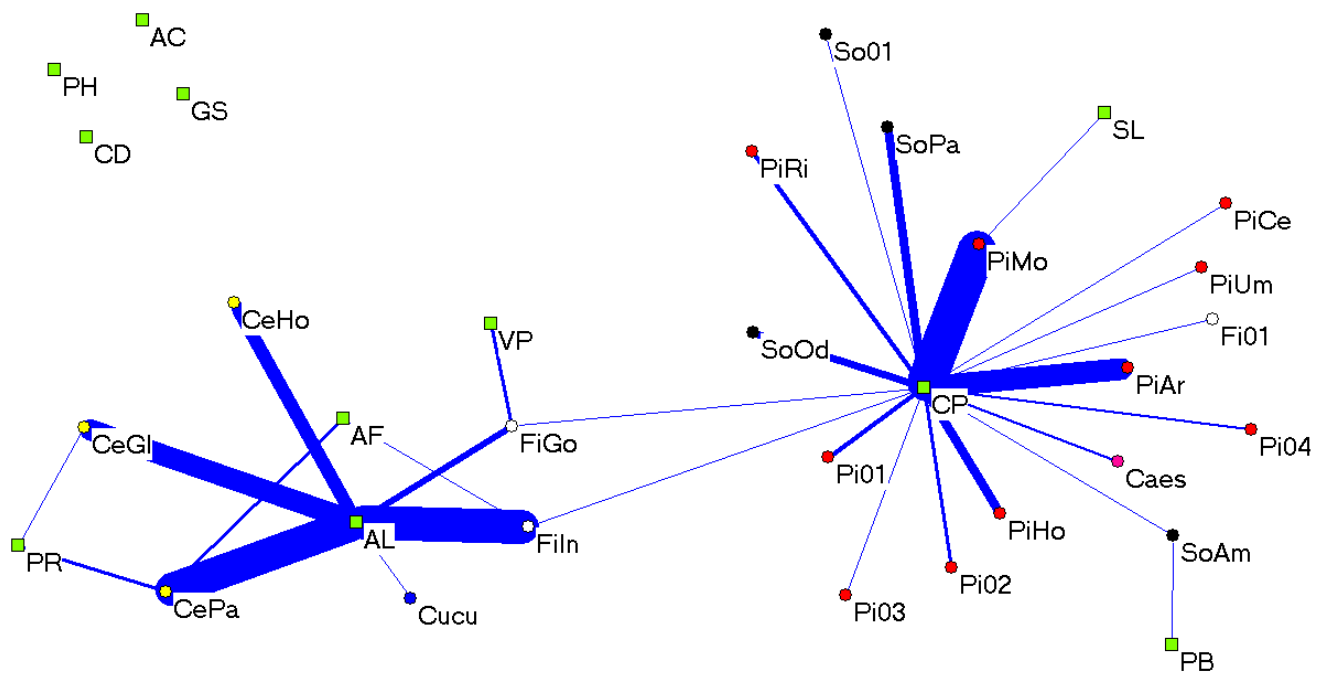 AC
PH
GS
CD
So01
SoPa
SL
PiRi
PiCe
PiMo
PiUm
CeHo
VP
SoOd
Fi01
PiAr
CP
CeGl
AF
FiGo
Pi04
Pi01
Caes
AL
FiIn
PiHo
PR
SoAm
CePa
Cucu
Pi02
Pi03
PB